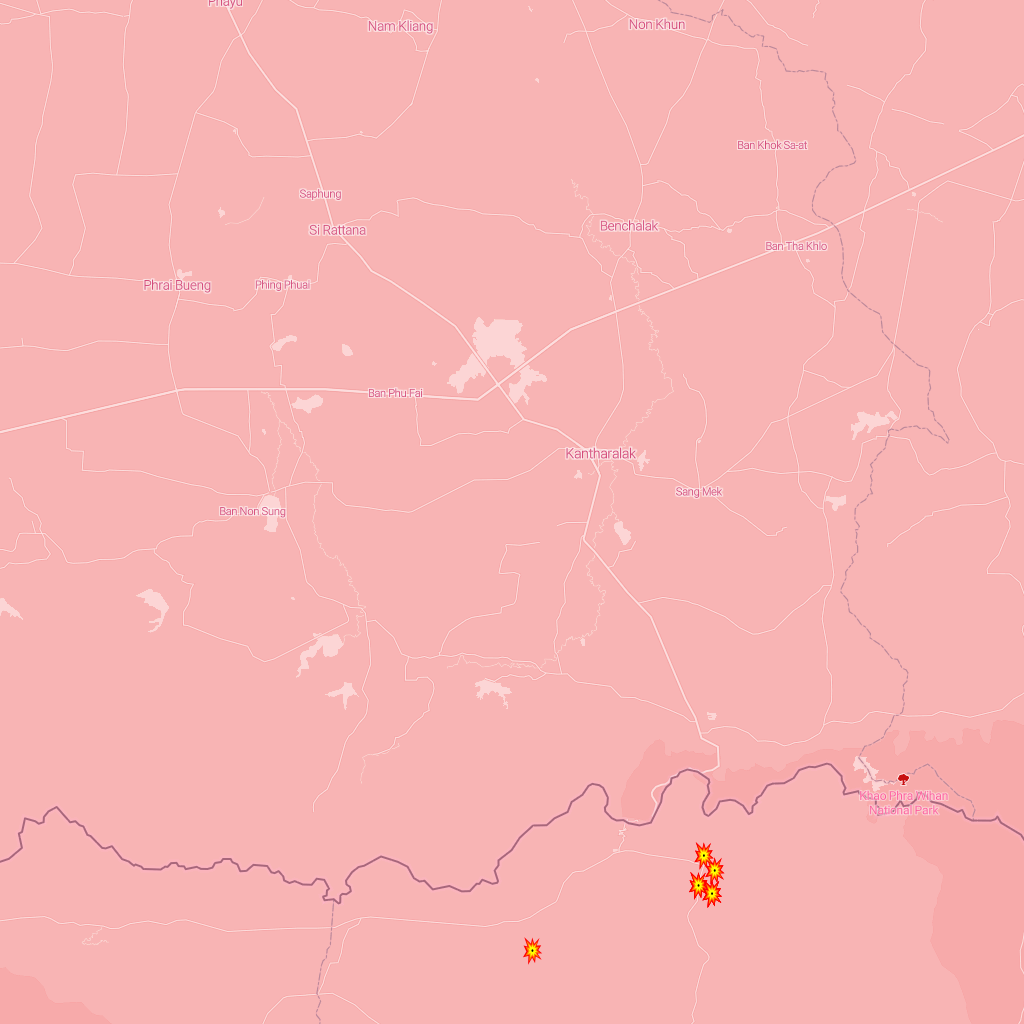 Phayu
Nam Kliang
Non Khun
Ban Khok Sa-at
Saphung
Si Rattana
Benchalak
Ban Tha Khlo
Phrai Bueng
Phing Phuai
Ban Phu Fai
Kantharalak
Sang Mek
Ban Non Sung
Khao Phra Wihan
National Park